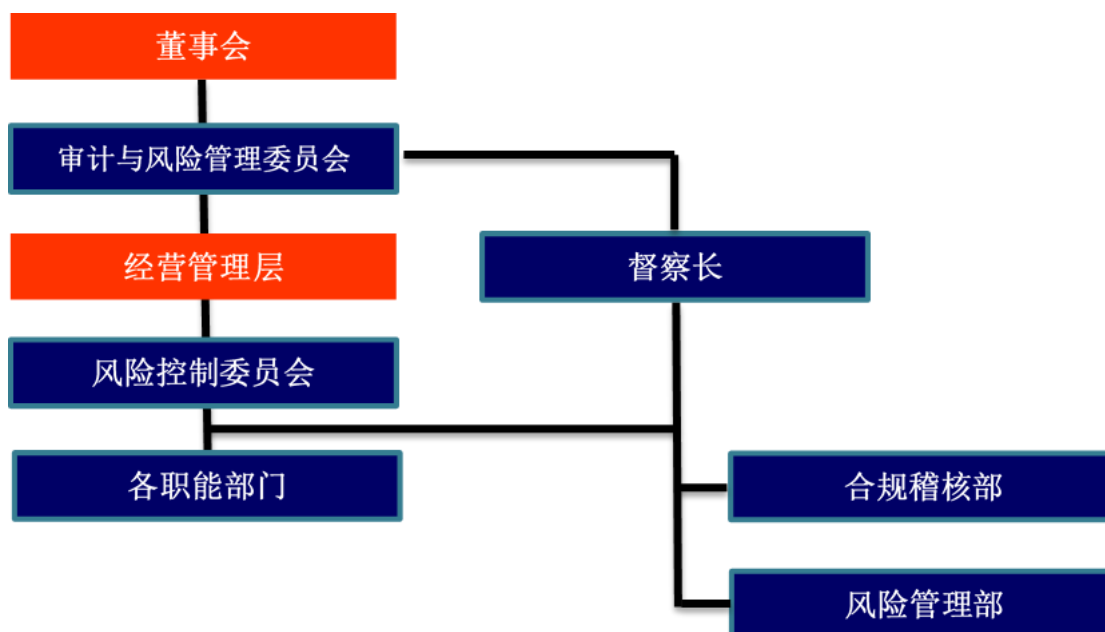 董事会
审计与风险管理委员会
经营管理层
督察长
风险控制委员会
各职能部门
合规稽核部
风险管理部